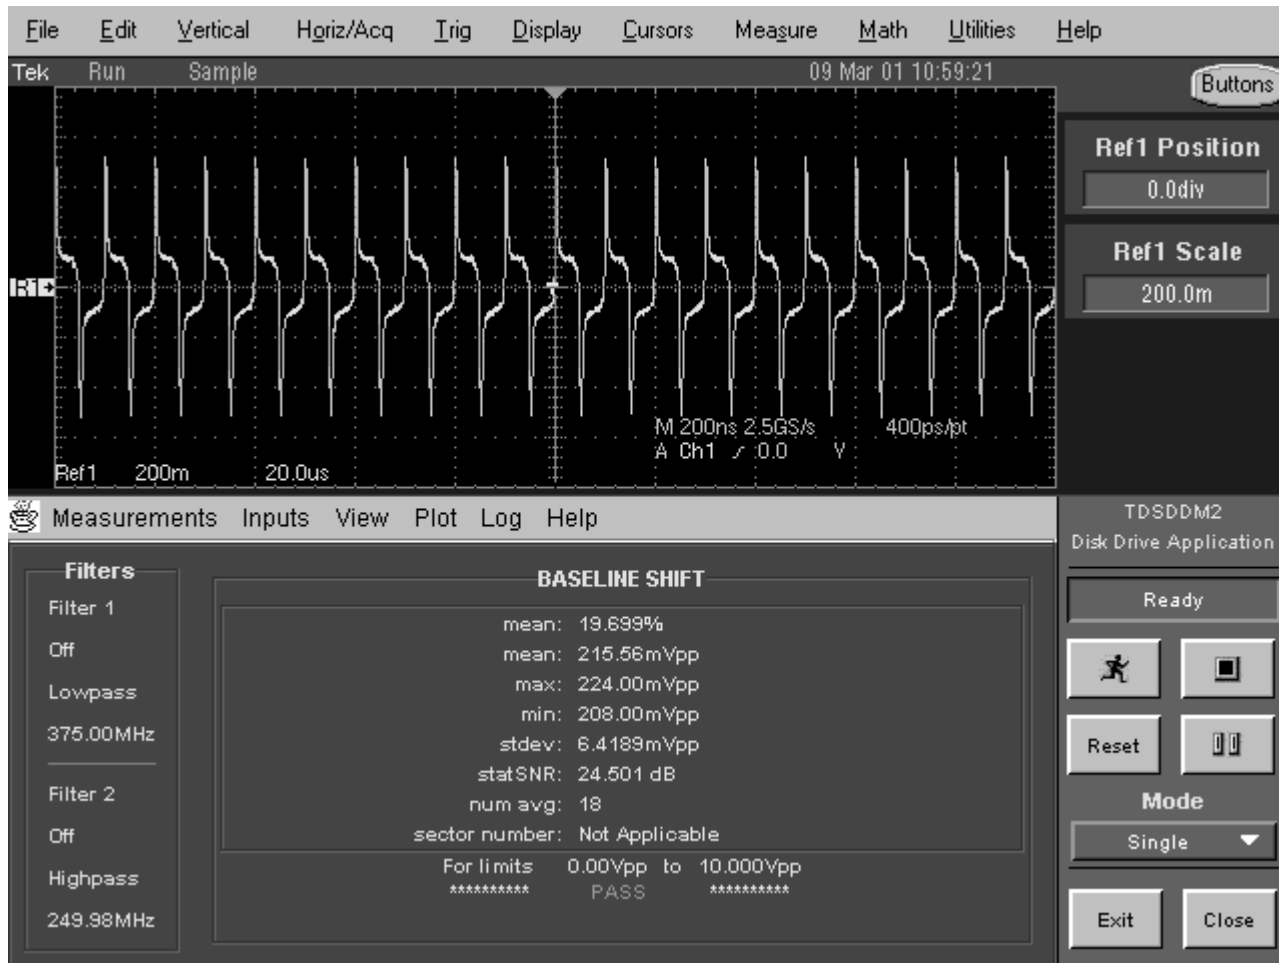 File Edit Vertical Horiz/Acq Trig Display Cursors Measure Math Utilities Help
Tek Run Sample 09 Mar 01 10:59:21
Buttons
Ref1 Position
0.0div
Ref1 Scale
200.0m
R1
M 200ns 2.5GS/s 400ps/pt
A Ch1 0.0 V
Ref1 200m 20.0us
Measurements Inputs View Plot Log Help
TDSDDM2
Disk Drive Application
Filters
Filter 1
Off
Lowpass
375.00MHz
Filter 2
Off
Highpass
249.98MHz
BASELINE SHIFT
mean: 19.699%
mean: 215.56mVpp
max: 224.00mVpp
min: 208.00mVpp
stdev: 6.4189mVpp
statSNR: 24.501 dB
num avg: 18
sector number: Not Applicable
For limits 0.00Vpp to 10.000Vpp
********** PASS **********
Ready
Reset
Mode
Single
Exit Close